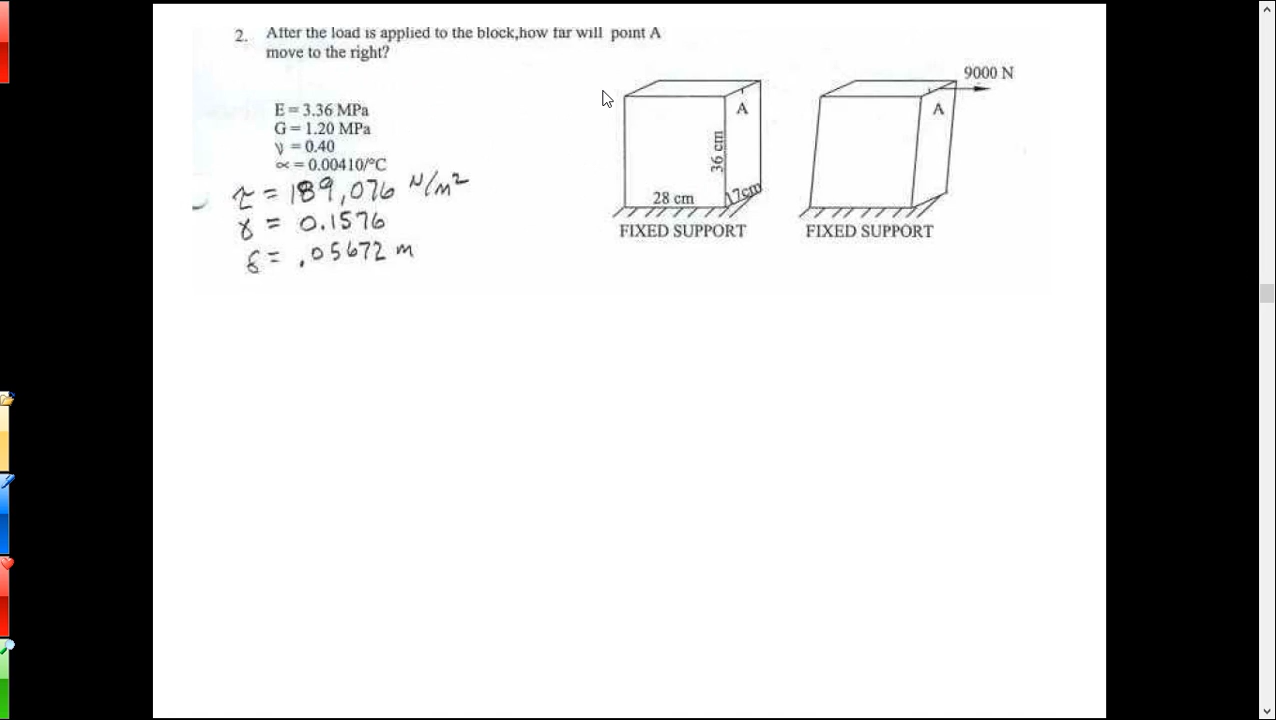 2. After the load is applied to the block,how far will point A
move to the right?
E = 3.36 MPa
G = 1.20 MPa
ν = 0.40
∝ = 0.00410/°C
τ = 189,076 N/m²
γ = 0.1576
δ = .05672 m
A
36 cm
28 cm
17cm
FIXED SUPPORT
9000 N
A
FIXED SUPPORT